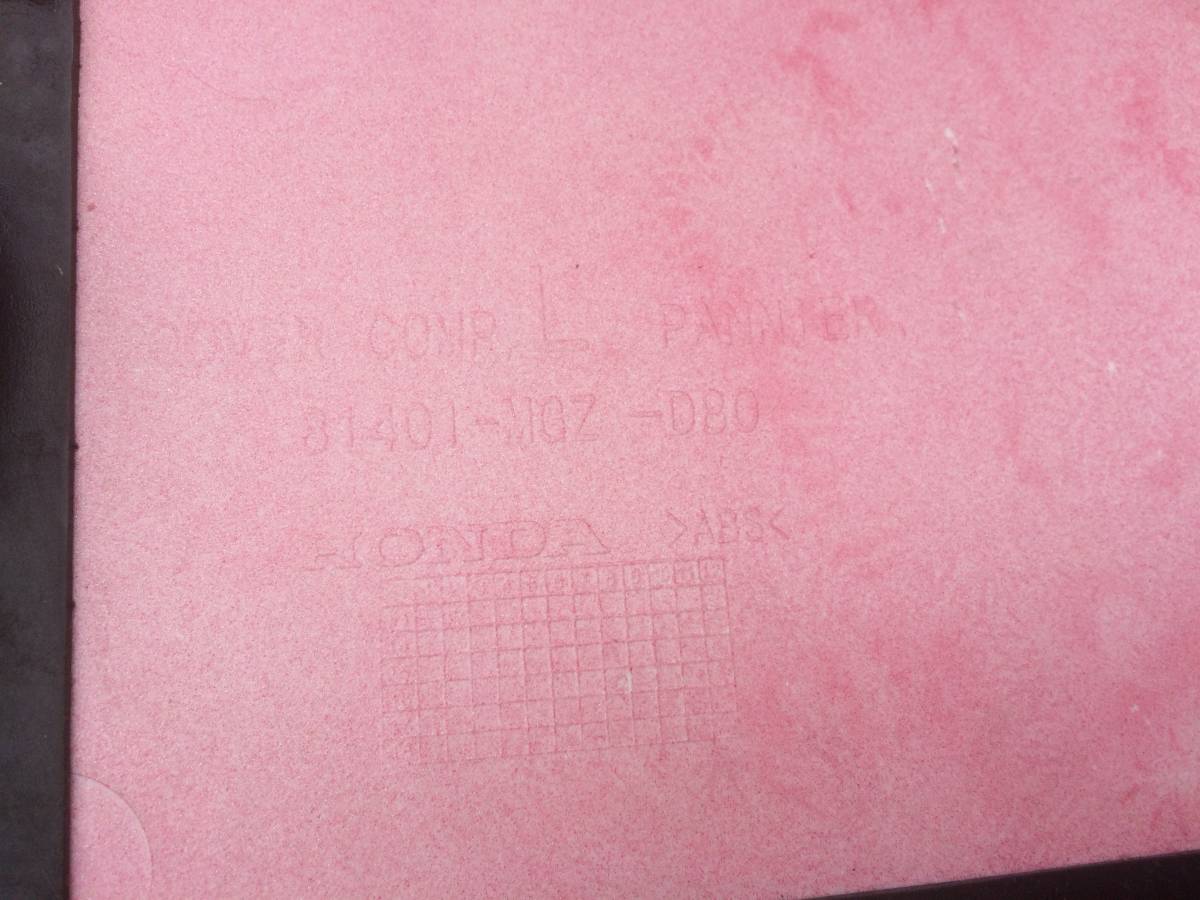 COVER COMP. L. PANNIER.
81401-MGZ -D80
HONDA >ABS<